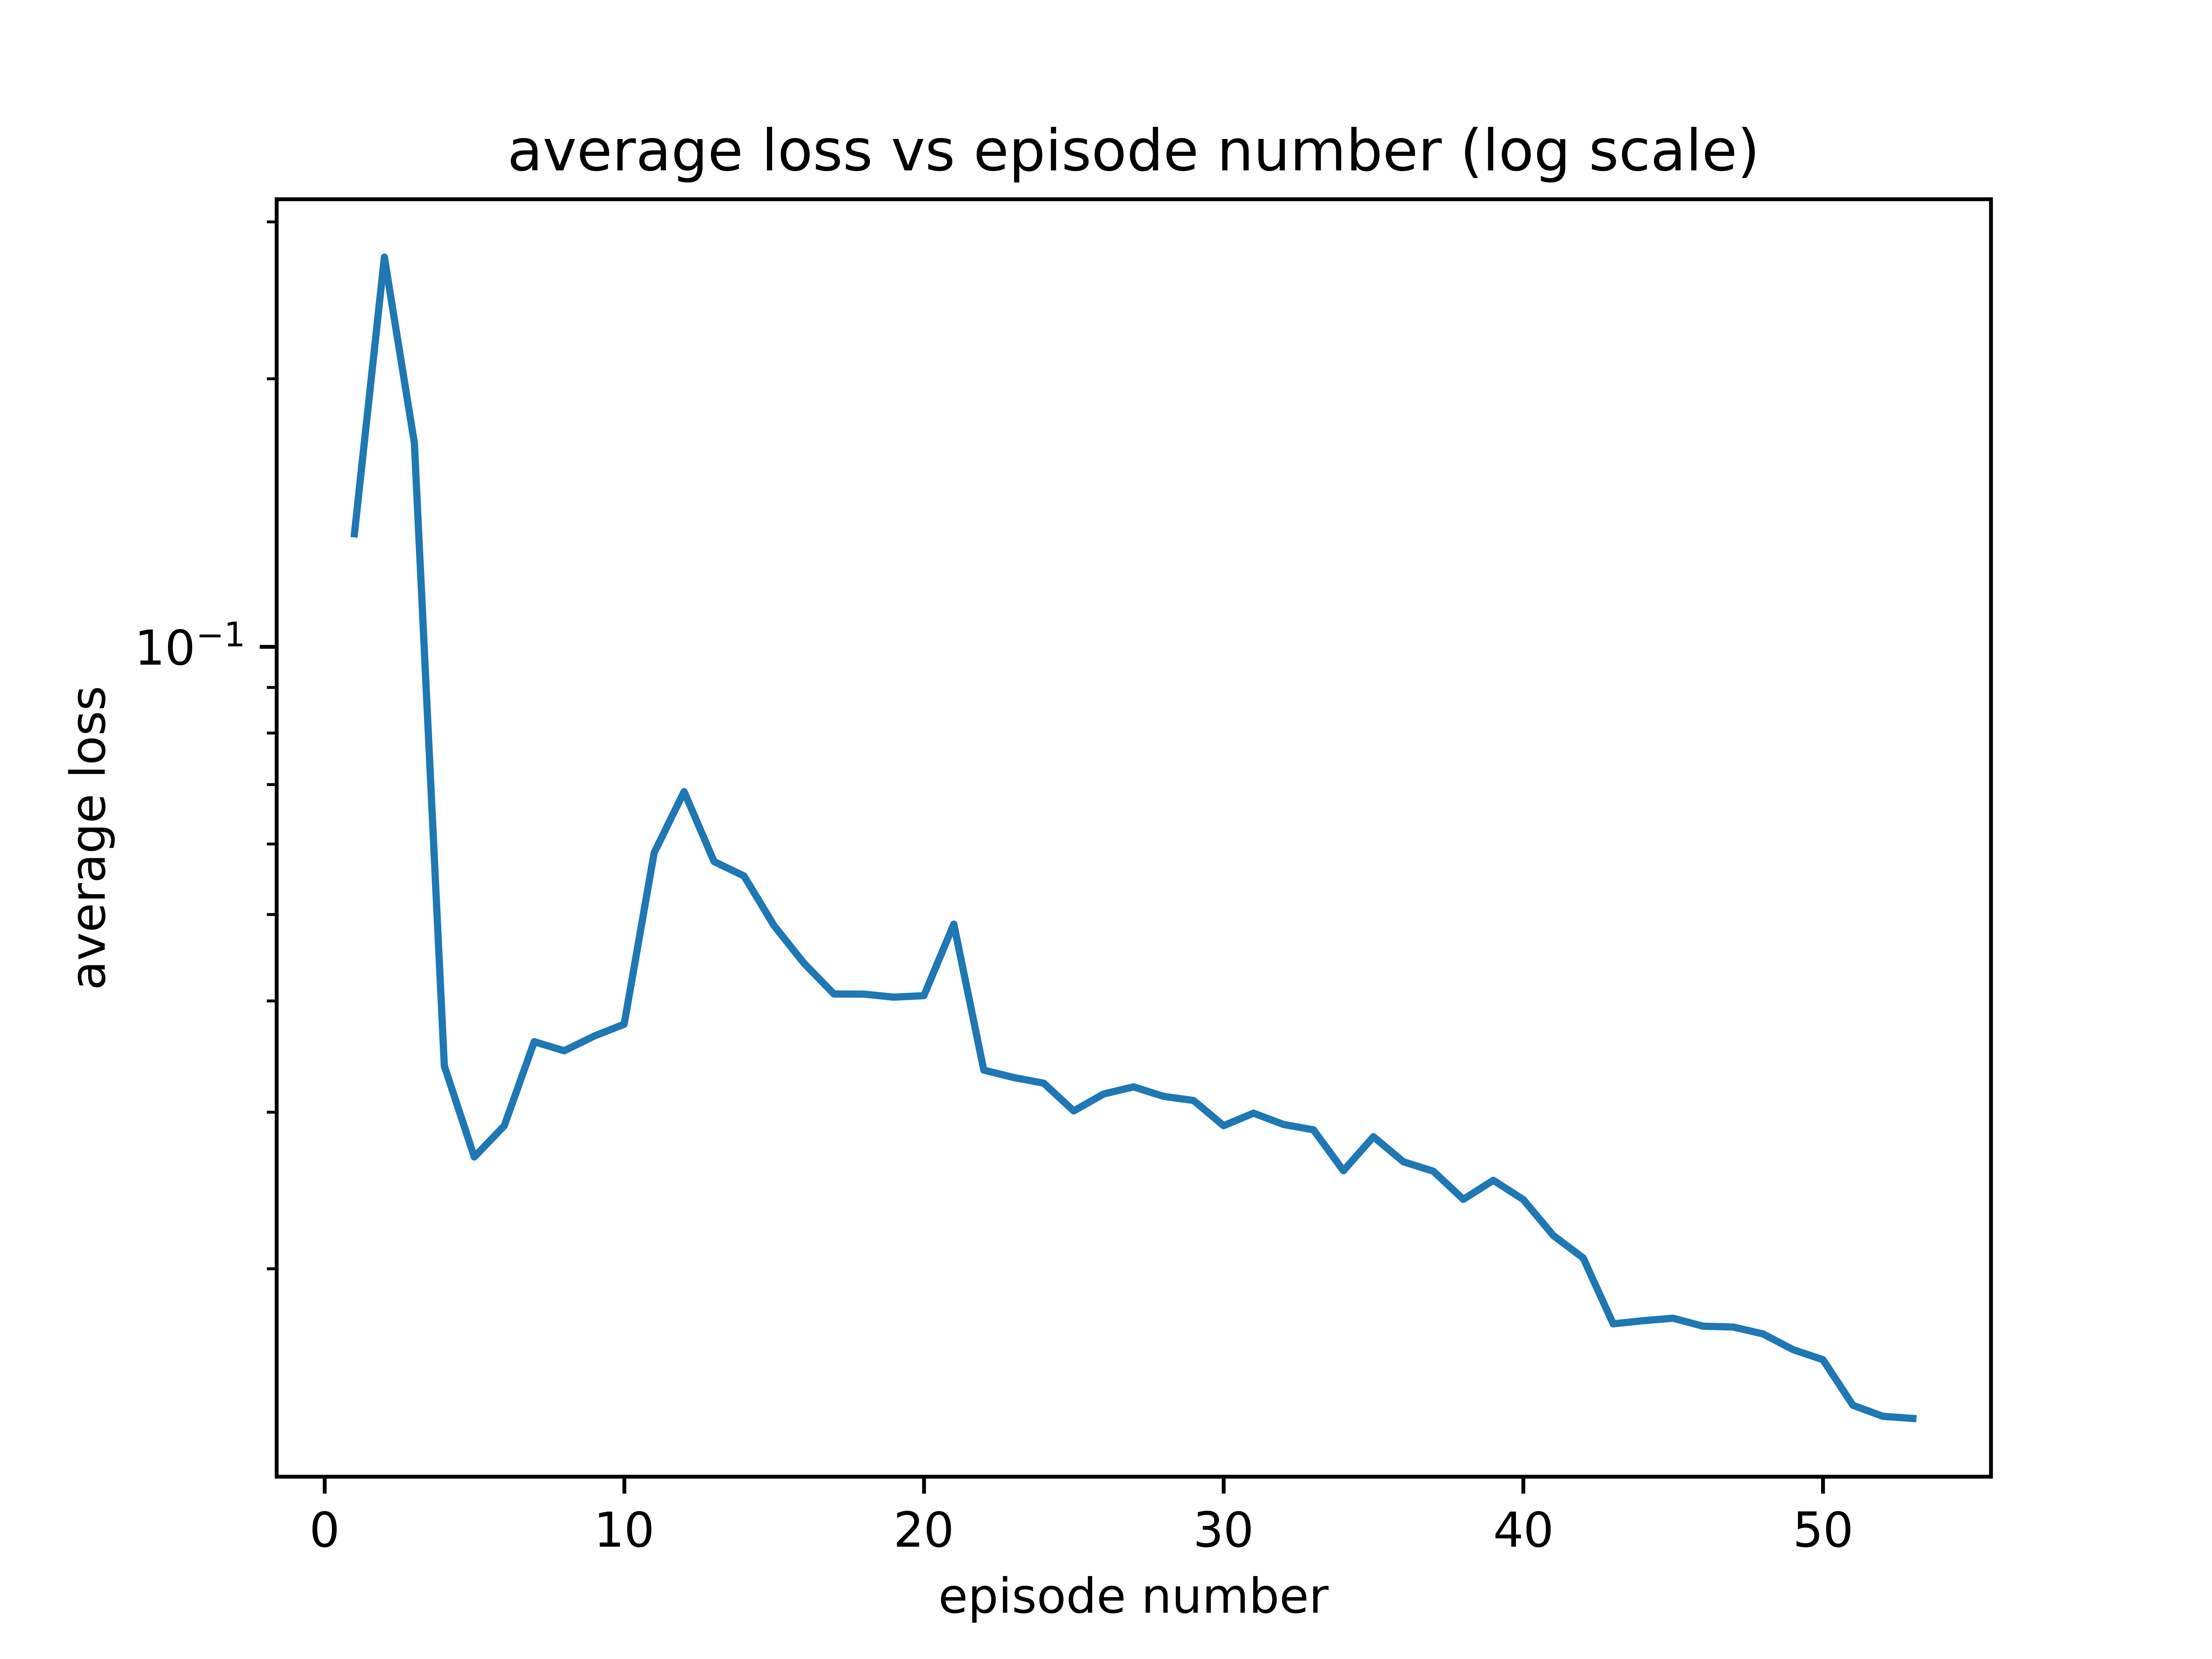 average loss vs episode number (log scale)
average loss
10⁻¹
0 10 20 30 40 50
episode number